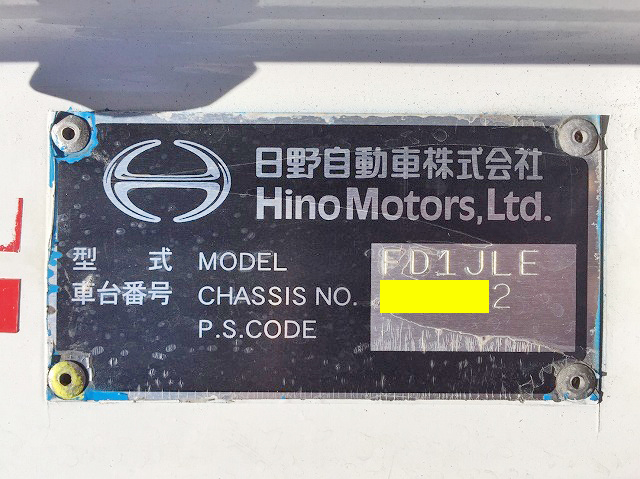 日野自動車株式会社
Hino Motors, Ltd.
型 式 MODEL FD1JLE
車台番号 CHASSIS NO. 2
P.S.CODE